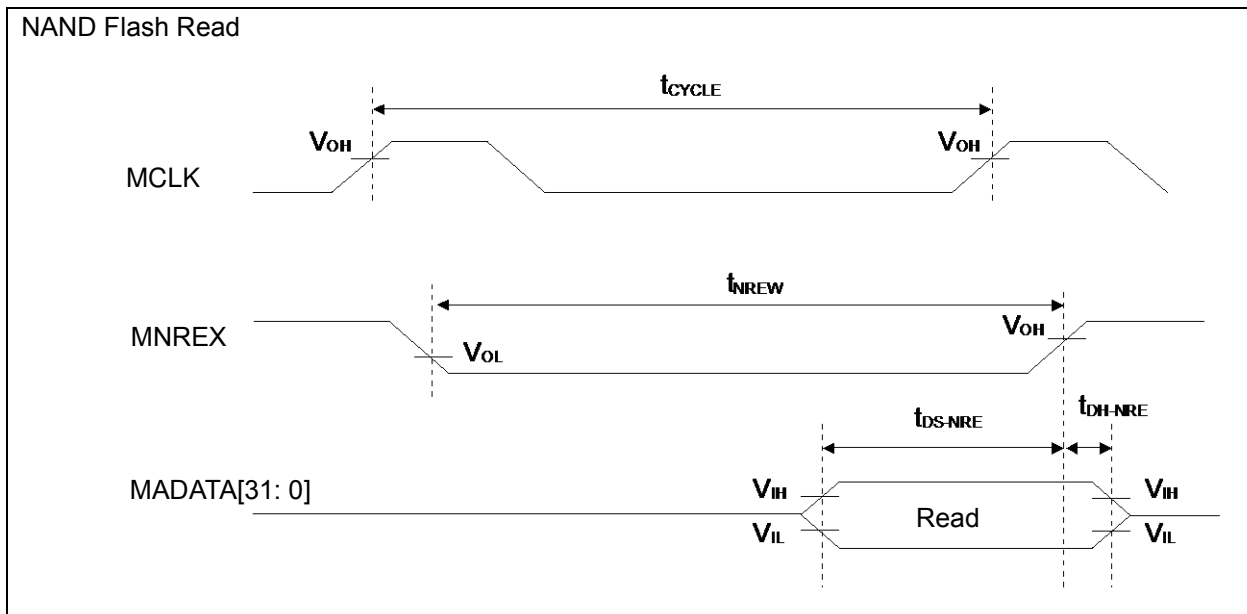 NAND Flash Read
tCYCLE
VOH VOH
MCLK
tNREW
MNREX VOL VOH
tDS-NRE tDH-NRE
MADATA[31: 0] VIH VIH
Read
VIL VIL